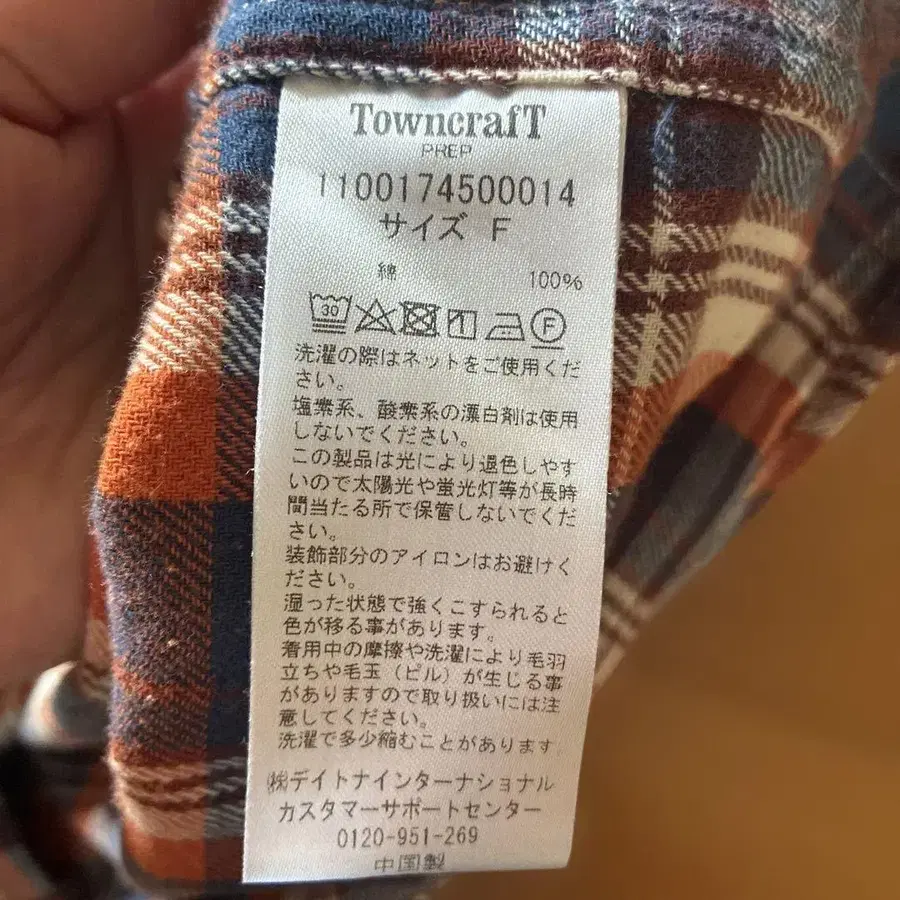 TowncrafT
PREP
1100174500014
サイズ F
綿 100%
30 1 F
洗濯の際はネットをご使用くだ
さい。
塩素系、酸素系の漂白剤は使用
しないでください。
この製品は光により退色しやす
いので太陽光や蛍光灯等が長時
間当たる所で保管しないでくだ
さい。
装飾部分のアイロンはお避けく
ださい。
湿った状態で強くこすられると
色が移る事があります。
着用中の摩擦や洗濯により毛羽
立ちや毛玉（ピル）が生じる事
がありますので取り扱いには注
意してください。
洗濯で多少縮むことがあります。
㈱デイトナインターナショナル
カスタマーサポートセンター
0120-951-269
中国製